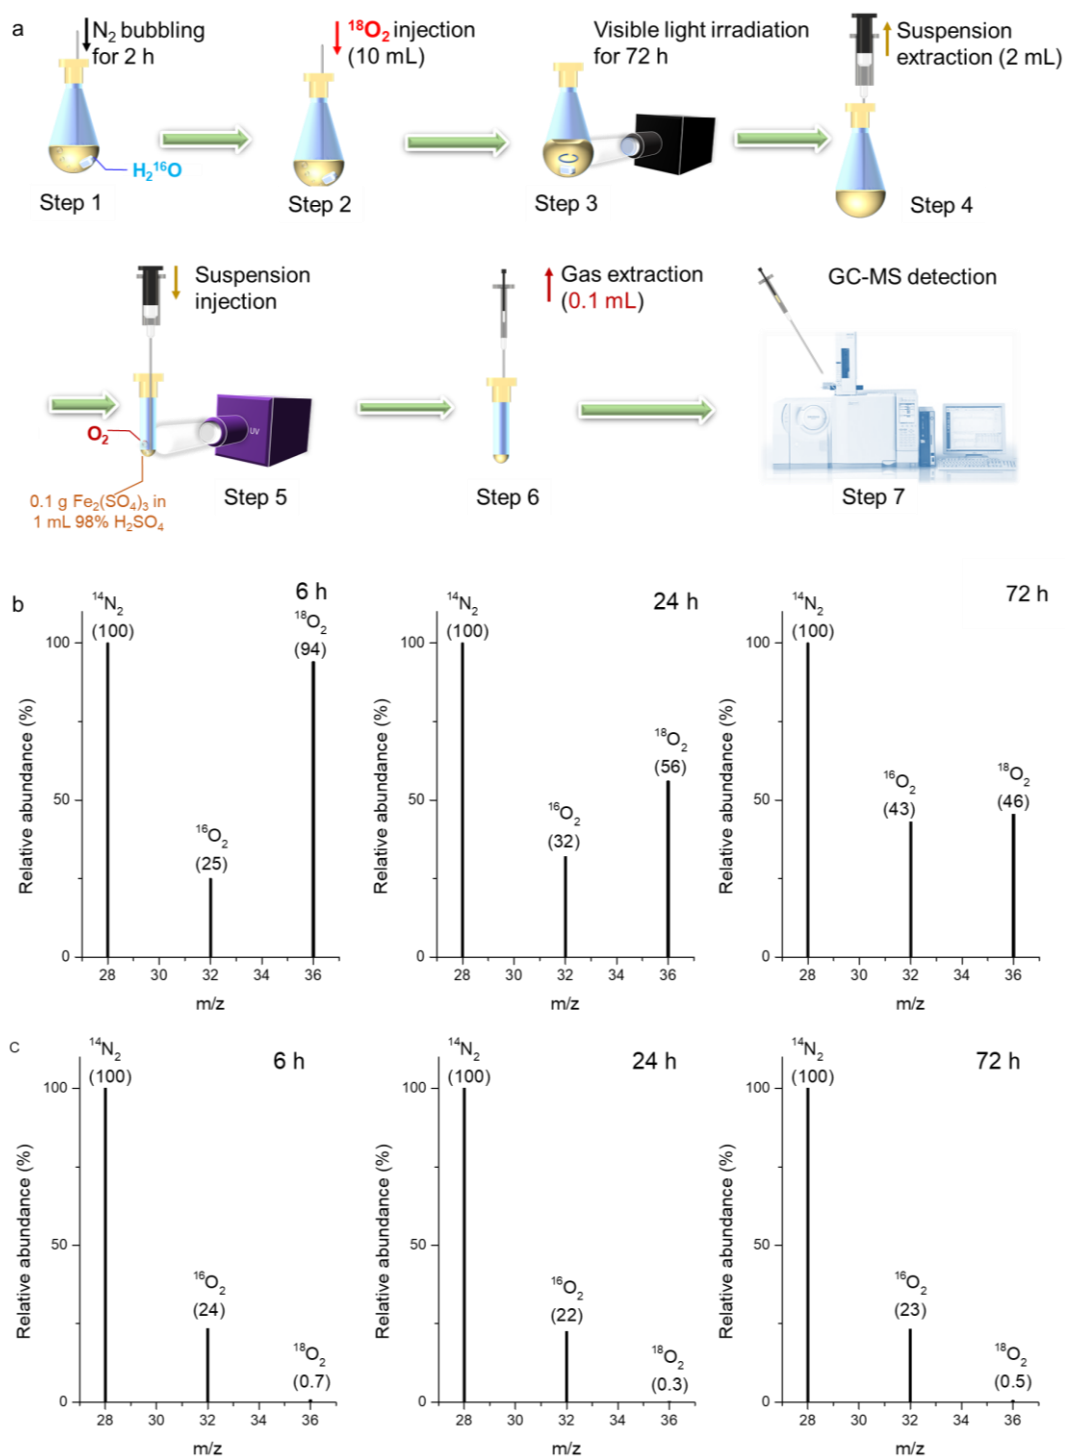 a
N₂ bubbling
for 2 h
¹⁸O₂ injection
(10 mL)
Visible light irradiation
for 72 h
Suspension
extraction (2 mL)
H₂¹⁶O
Step 1
Step 2
Step 3
Step 4
Suspension
injection
Gas extraction
(0.1 mL)
GC-MS detection
O₂
UV
0.1 g Fe₂(SO₄)₃ in
1 mL 98% H₂SO₄
Step 5
Step 6
Step 7
b
6 h
¹⁴N₂
(100)
¹⁸O₂
(94)
¹⁶O₂
(25)
Relative abundance (%)
100
50
0
28 30 32 34 36
m/z
24 h
¹⁴N₂
(100)
¹⁸O₂
(56)
¹⁶O₂
(32)
Relative abundance (%)
100
50
0
28 30 32 34 36
m/z
72 h
¹⁴N₂
(100)
¹⁶O₂
(43)
¹⁸O₂
(46)
Relative abundance (%)
100
50
0
28 30 32 34 36
m/z
c
6 h
¹⁴N₂
(100)
¹⁶O₂
(24)
¹⁸O₂
(0.7)
Relative abundance (%)
100
50
0
28 30 32 34 36
m/z
24 h
¹⁴N₂
(100)
¹⁶O₂
(22)
¹⁸O₂
(0.3)
Relative abundance (%)
100
50
0
28 30 32 34 36
m/z
72 h
¹⁴N₂
(100)
¹⁶O₂
(23)
¹⁸O₂
(0.5)
Relative abundance (%)
100
50
0
28 30 32 34 36
m/z